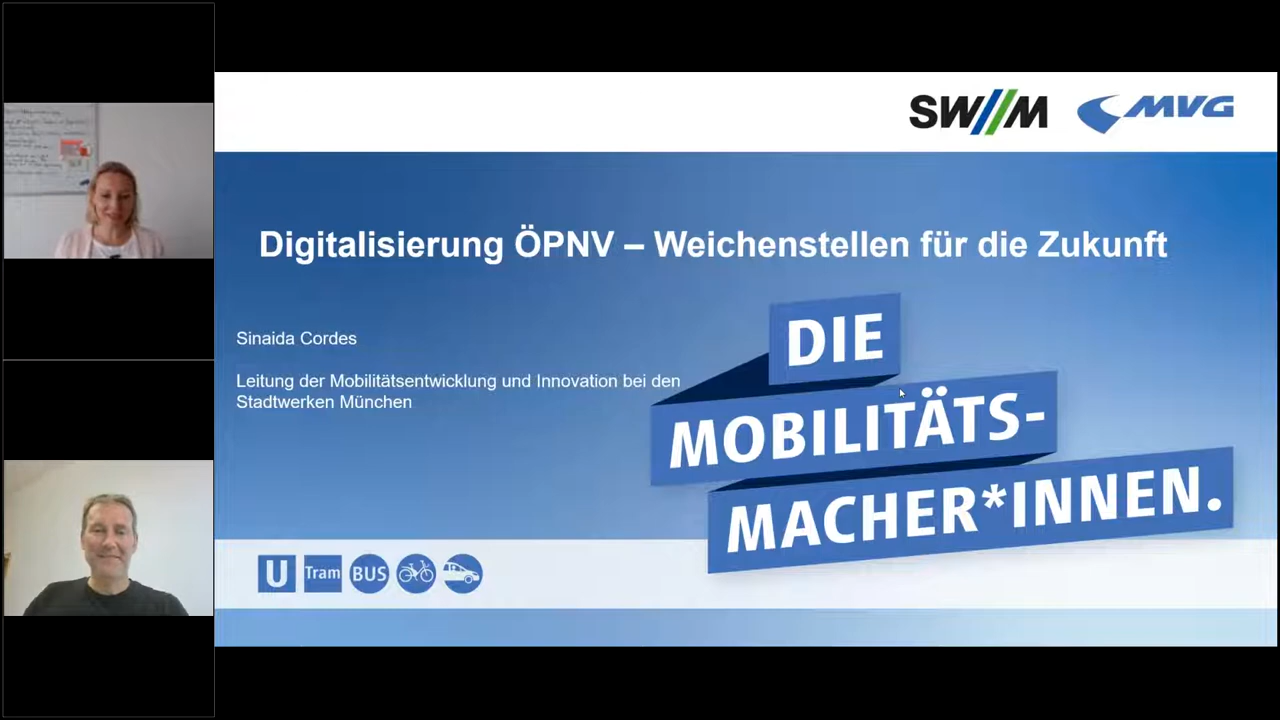 SWM MVG
Digitalisierung ÖPNV – Weichenstellen für die Zukunft
Sinaida Cordes
Leitung der Mobilitätsentwicklung und Innovation bei den
Stadtwerken München
DIE
MOBILITÄTS-
MACHER*INNEN.
U Tram BUS